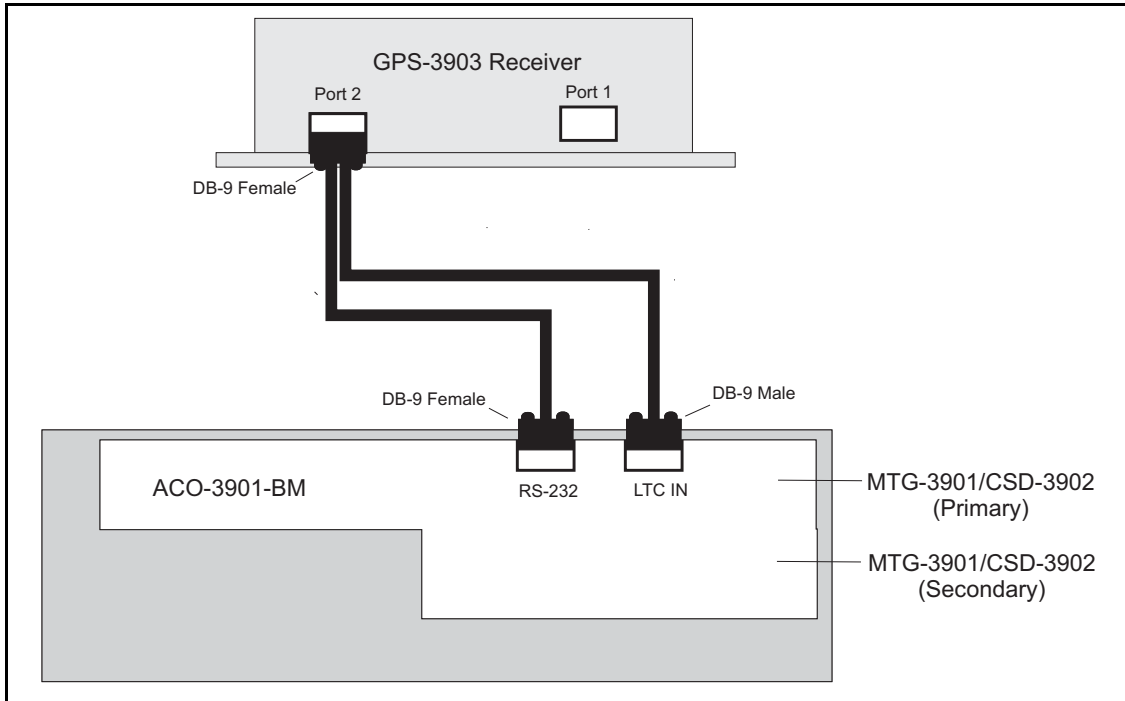 GPS-3903 Receiver
Port 2
Port 1
DB-9 Female
DB-9 Female
DB-9 Male
ACO-3901-BM
RS-232
LTC IN
MTG-3901/CSD-3902
(Primary)
MTG-3901/CSD-3902
(Secondary)